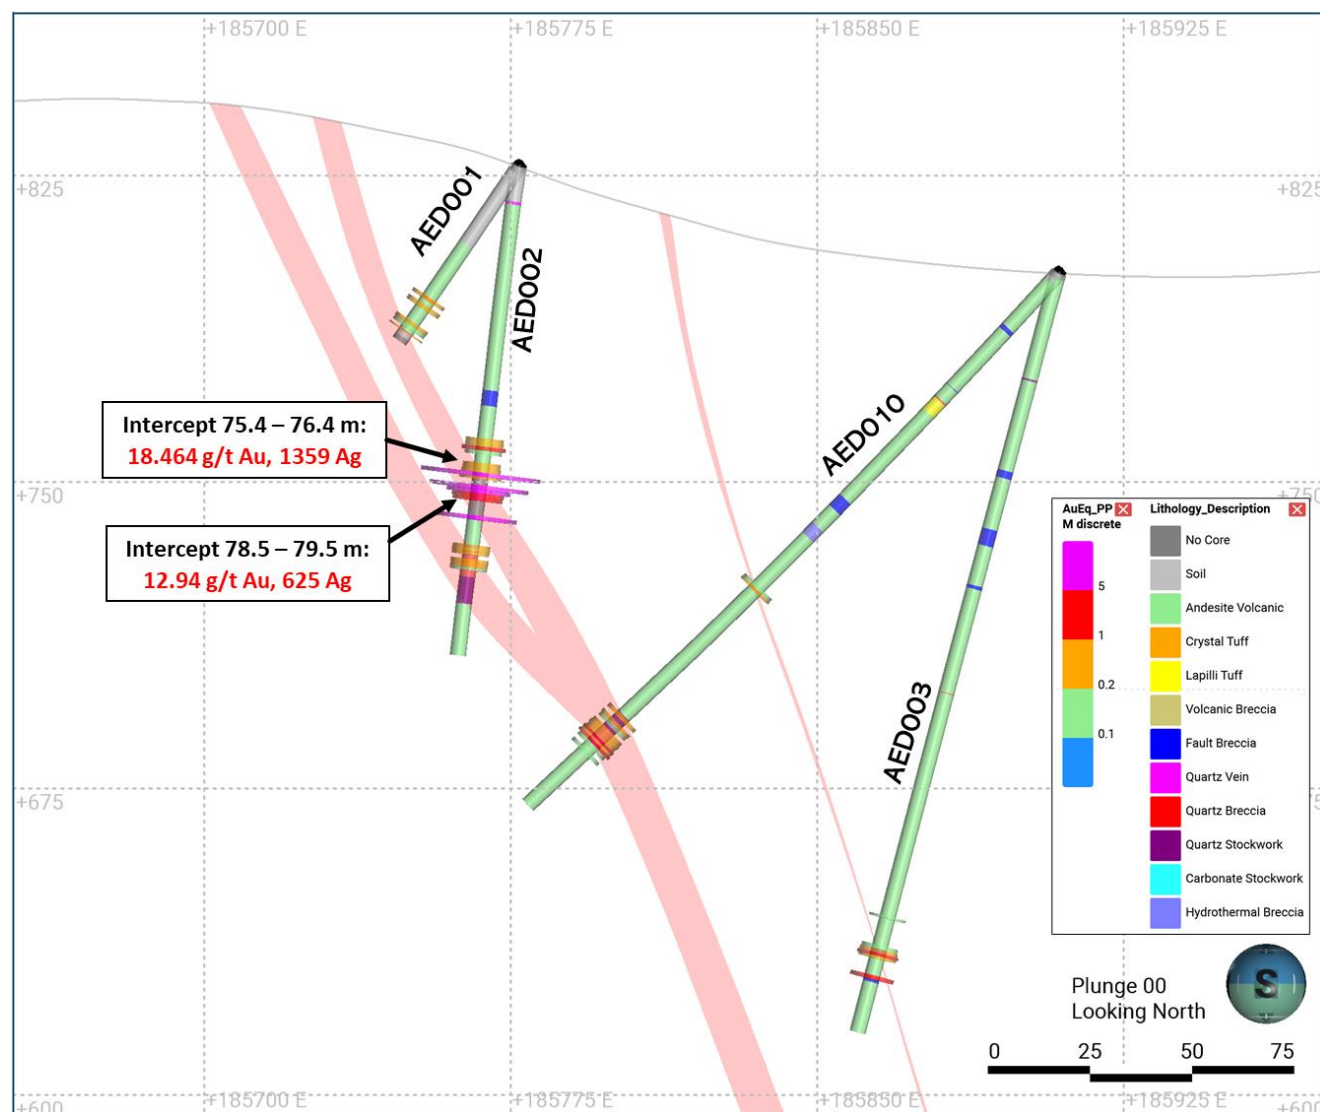 +185700 E
+185775 E
+185850 E
+185925 E
+825
+825
AED001
AED002
AED010
AED003
Intercept 75.4 – 76.4 m:
18.464 g/t Au, 1359 Ag
Intercept 78.5 – 79.5 m:
12.94 g/t Au, 625 Ag
+750
AuEq_PP
M discrete
5
1
0.2
0.1
Lithology_Description
No Core
Soil
Andesite Volcanic
Crystal Tuff
Lapilli Tuff
Volcanic Breccia
Fault Breccia
Quartz Vein
Quartz Breccia
Quartz Stockwork
Carbonate Stockwork
Hydrothermal Breccia
+675
Plunge 00
Looking North
S
0 25 50 75
+600
+185700 E
+185775 E
+185850 E
+185925 E